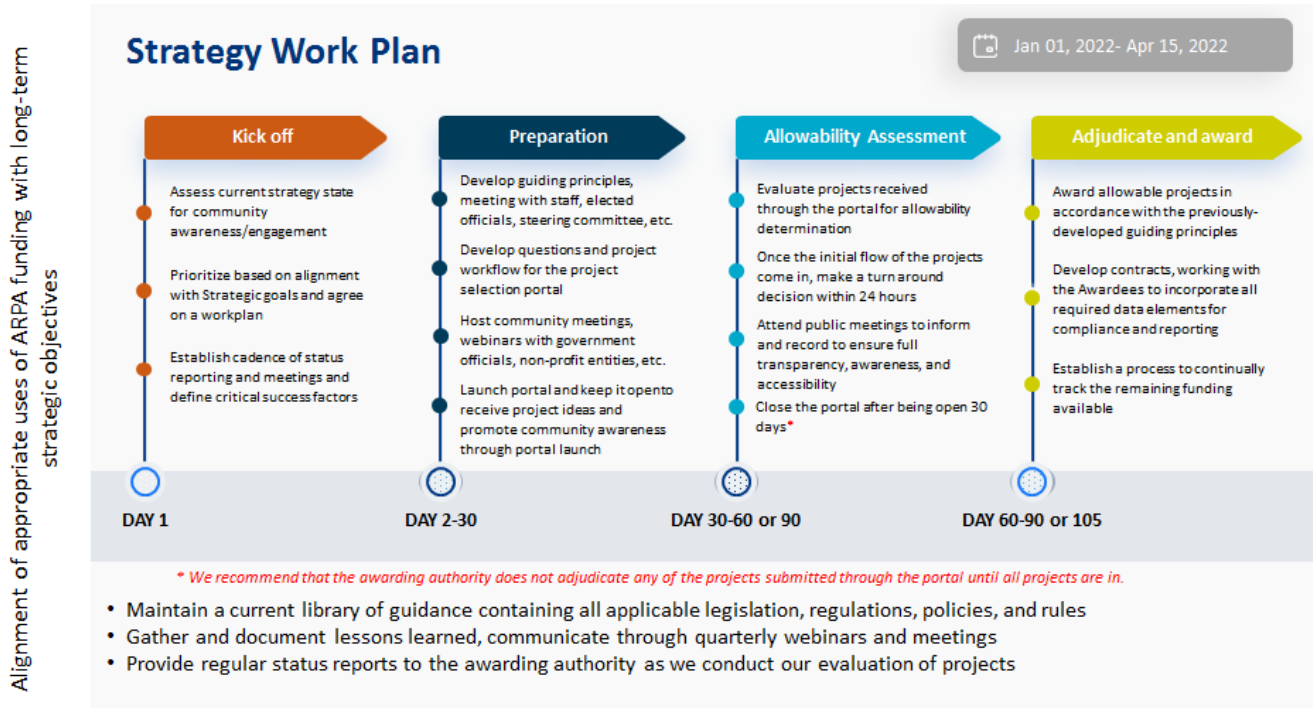 Alignment of appropriate uses of ARPA funding with long-term
strategic objectives
Strategy Work Plan
Jan 01, 2022- Apr 15, 2022
Kick off
Assess current strategy state
for community
awareness/engagement
Prioritize based on alignment
with Strategic goals and agree
on a workplan
Establish cadence of status
reporting and meetings and
define critical success factors
DAY 1
Preparation
Develop guiding principles,
meeting with staff, elected
officials, steering committee, etc.
Develop questions and project
workflow for the project
selection portal
Host community meetings,
webinars with government
officials, non-profit entities, etc.
Launch portal and keep it open to
receive project ideas and
promote community awareness
through portal launch
DAY 2-30
Allowability Assessment
Evaluate projects received
through the portal for allowability
determination
Once the initial flow of the projects
come in, make a turn around
decision within 24 hours
Attend public meetings to inform
and record to ensure full
transparency, awareness, and
accessibility
Close the portal after being open 30
days*
DAY 30-60 or 90
Adjudicate and award
Award allowable projects in
accordance with the previously-
developed guiding principles
Develop contracts, working with
the Awardees to incorporate all
required data elements for
compliance and reporting
Establish a process to continually
track the remaining funding
available
DAY 60-90 or 105
* We recommend that the awarding authority does not adjudicate any of the projects submitted through the portal until all projects are in.
• Maintain a current library of guidance containing all applicable legislation, regulations, policies, and rules
• Gather and document lessons learned, communicate through quarterly webinars and meetings
• Provide regular status reports to the awarding authority as we conduct our evaluation of projects